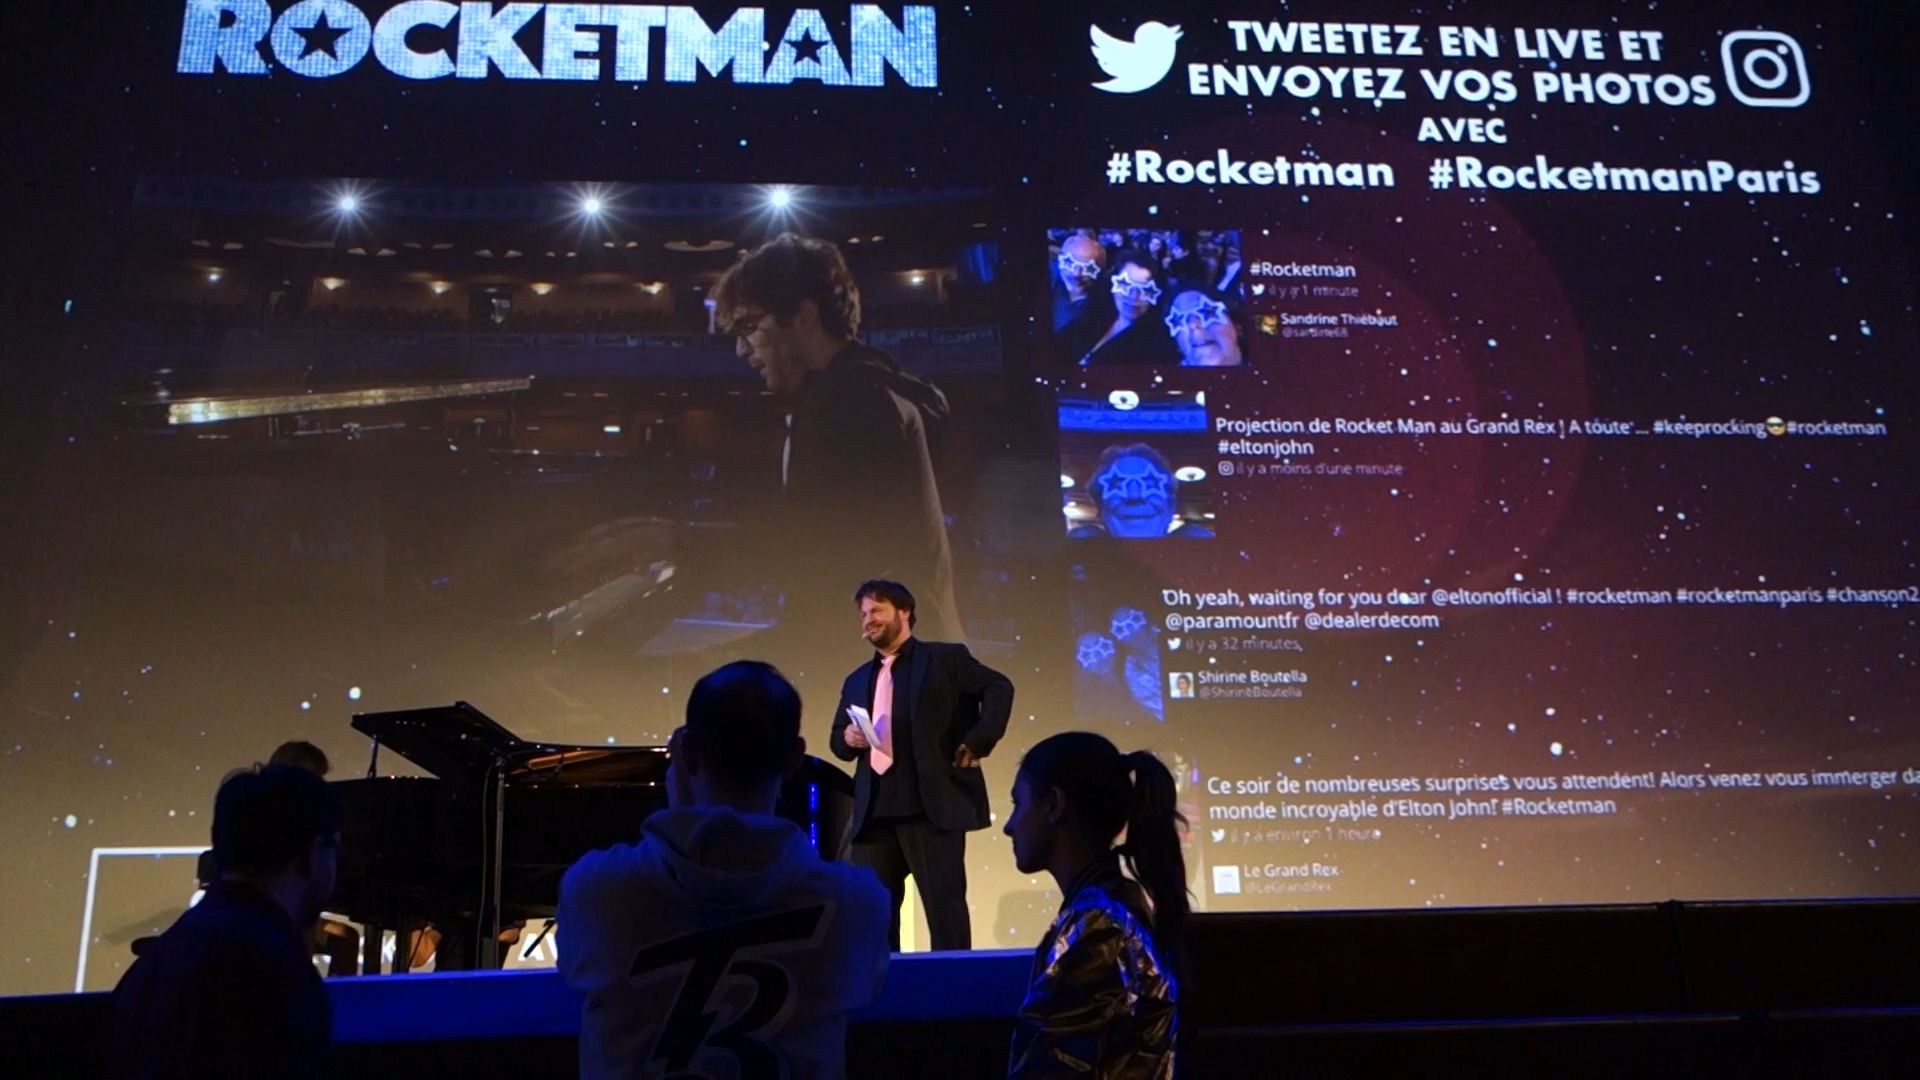 ROCKETMAN
TWEETEZ EN LIVE ET
ENVOYEZ VOS PHOTOS
AVEC
#Rocketman #RocketmanParis
#Rocketman
il y a 1 minute
Sandrine Thiébaut
Projection de Rocket Man au Grand Rex ! A toute'... #keeprocking😎#rocketman
#eltonjohn
il y a moins d'une minute
Oh yeah, waiting for you dear @eltonofficial ! #rocketman #rocketmanparis #chanson2
@paramountfr @dealerdecom
il y a 32 minutes
Shirine Boutella
@ShirineBoutella
Ce soir de nombreuses surprises vous attendent! Alors venez vous immerger da
monde incroyable d'Elton John! #Rocketman
il y a environ 1 heure
Le Grand Rex
@LeGrandRex